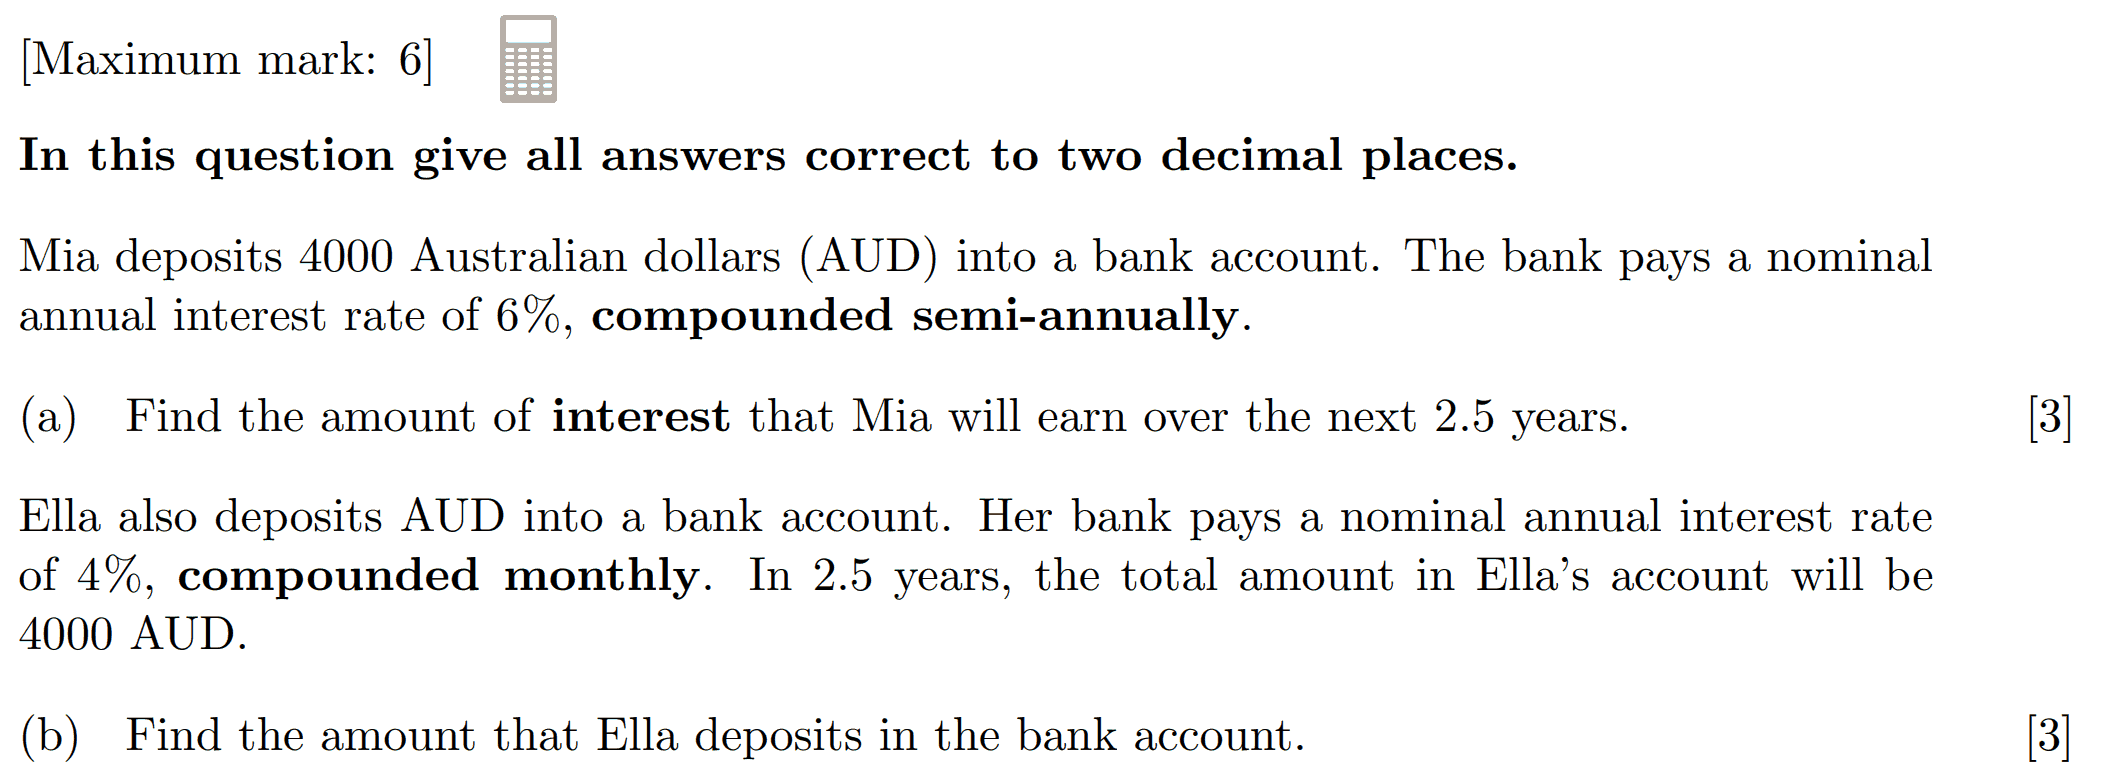 [Maximum mark: 6]
In this question give all answers correct to two decimal places.
Mia deposits 4000 Australian dollars (AUD) into a bank account. The bank pays a nominal
annual interest rate of 6%, compounded semi-annually.
(a) Find the amount of interest that Mia will earn over the next 2.5 years. [3]
Ella also deposits AUD into a bank account. Her bank pays a nominal annual interest rate
of 4%, compounded monthly. In 2.5 years, the total amount in Ella's account will be
4000 AUD.
(b) Find the amount that Ella deposits in the bank account. [3]